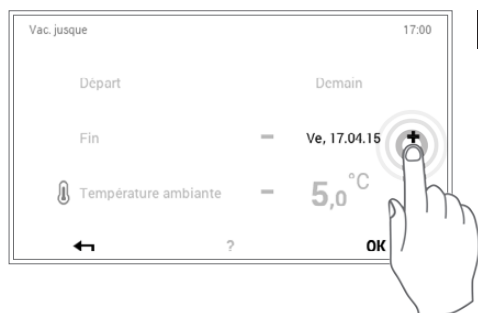 Vac. jusque 17:00
Départ Demain
Fin - Ve, 17.04.15 +
Température ambiante - 5,0 °C
? OK